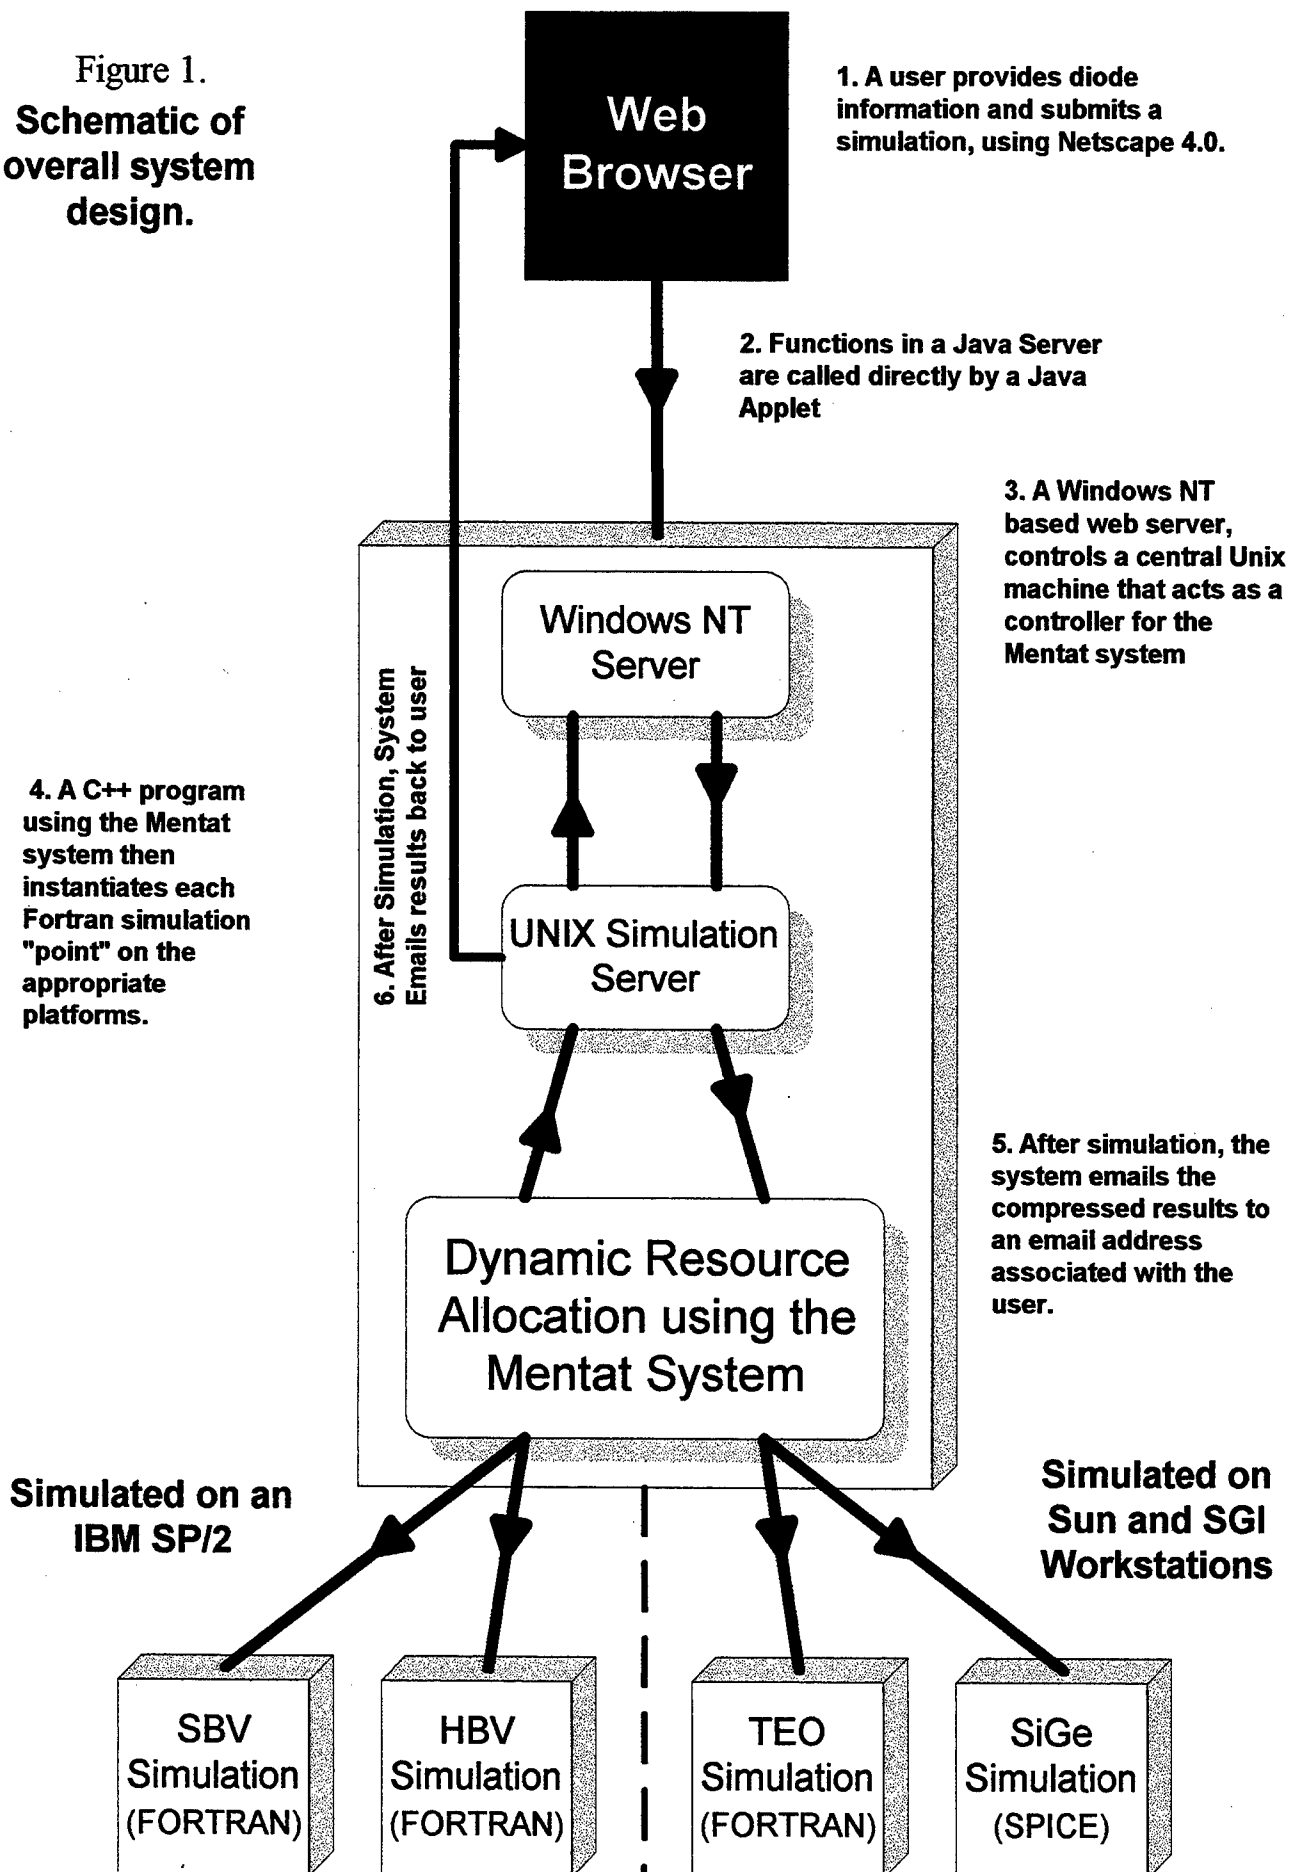 Figure 1.
Schematic of
overall system
design.
Web
Browser
1. A user provides diode
information and submits a
simulation, using Netscape 4.0.
2. Functions in a Java Server
are called directly by a Java
Applet
3. A Windows NT
based web server,
controls a central Unix
machine that acts as a
controller for the
Mentat system
Windows NT
Server
6. After Simulation, System
Emails results back to user
4. A C++ program
using the Mentat
system then
instantiates each
Fortran simulation
"point" on the
appropriate
platforms.
UNIX Simulation
Server
5. After simulation, the
system emails the
compressed results to
an email address
associated with the
user.
Dynamic Resource
Allocation using the
Mentat System
Simulated on an
IBM SP/2
Simulated on
Sun and SGI
Workstations
SBV
Simulation
(FORTRAN)
HBV
Simulation
(FORTRAN)
TEO
Simulation
(FORTRAN)
SiGe
Simulation
(SPICE)